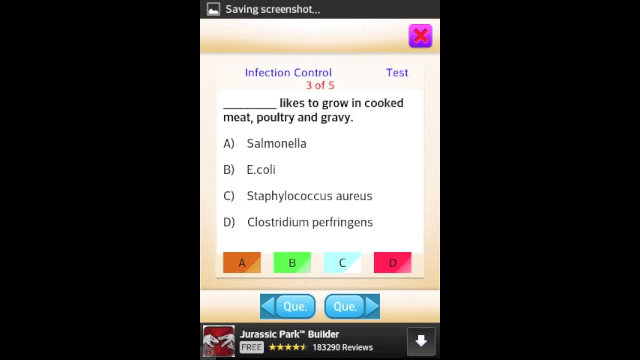 Saving screenshot...
Infection Control Test
3 of 5
_________ likes to grow in cooked
meat, poultry and gravy.
A) Salmonella
B) E.coli
C) Staphylococcus aureus
D) Clostridium perfringens
A B C D
Que. Que.
Jurassic Park™ Builder
FREE 183290 Reviews